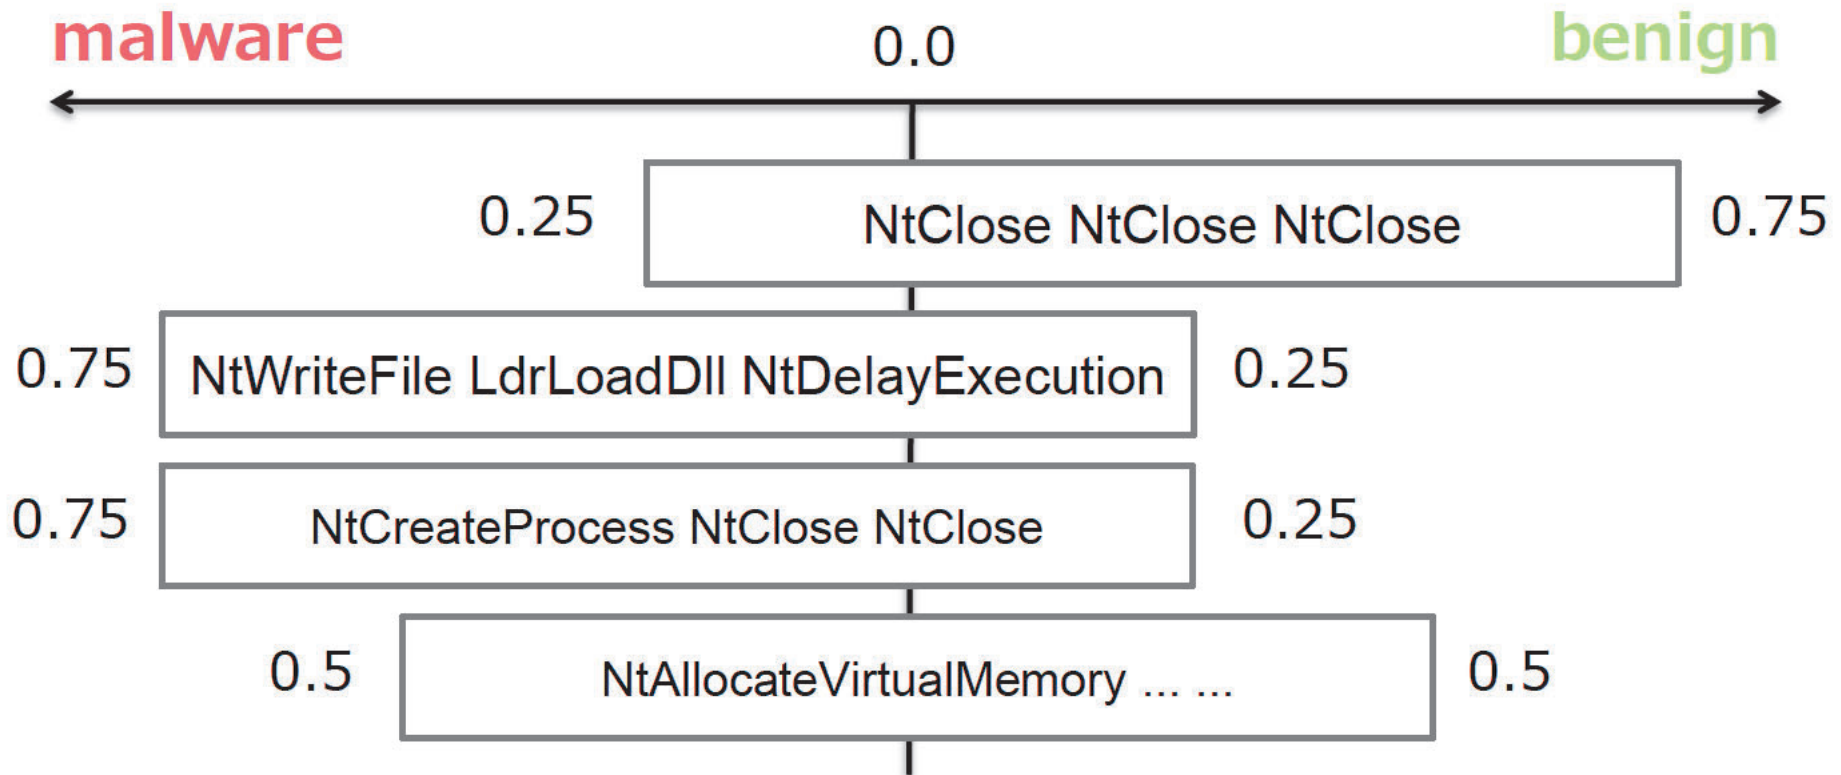 malware 0.0 benign
0.25 NtClose NtClose NtClose 0.75
0.75 NtWriteFile LdrLoadDll NtDelayExecution 0.25
0.75 NtCreateProcess NtClose NtClose 0.25
0.5 NtAllocateVirtualMemory ... ... 0.5